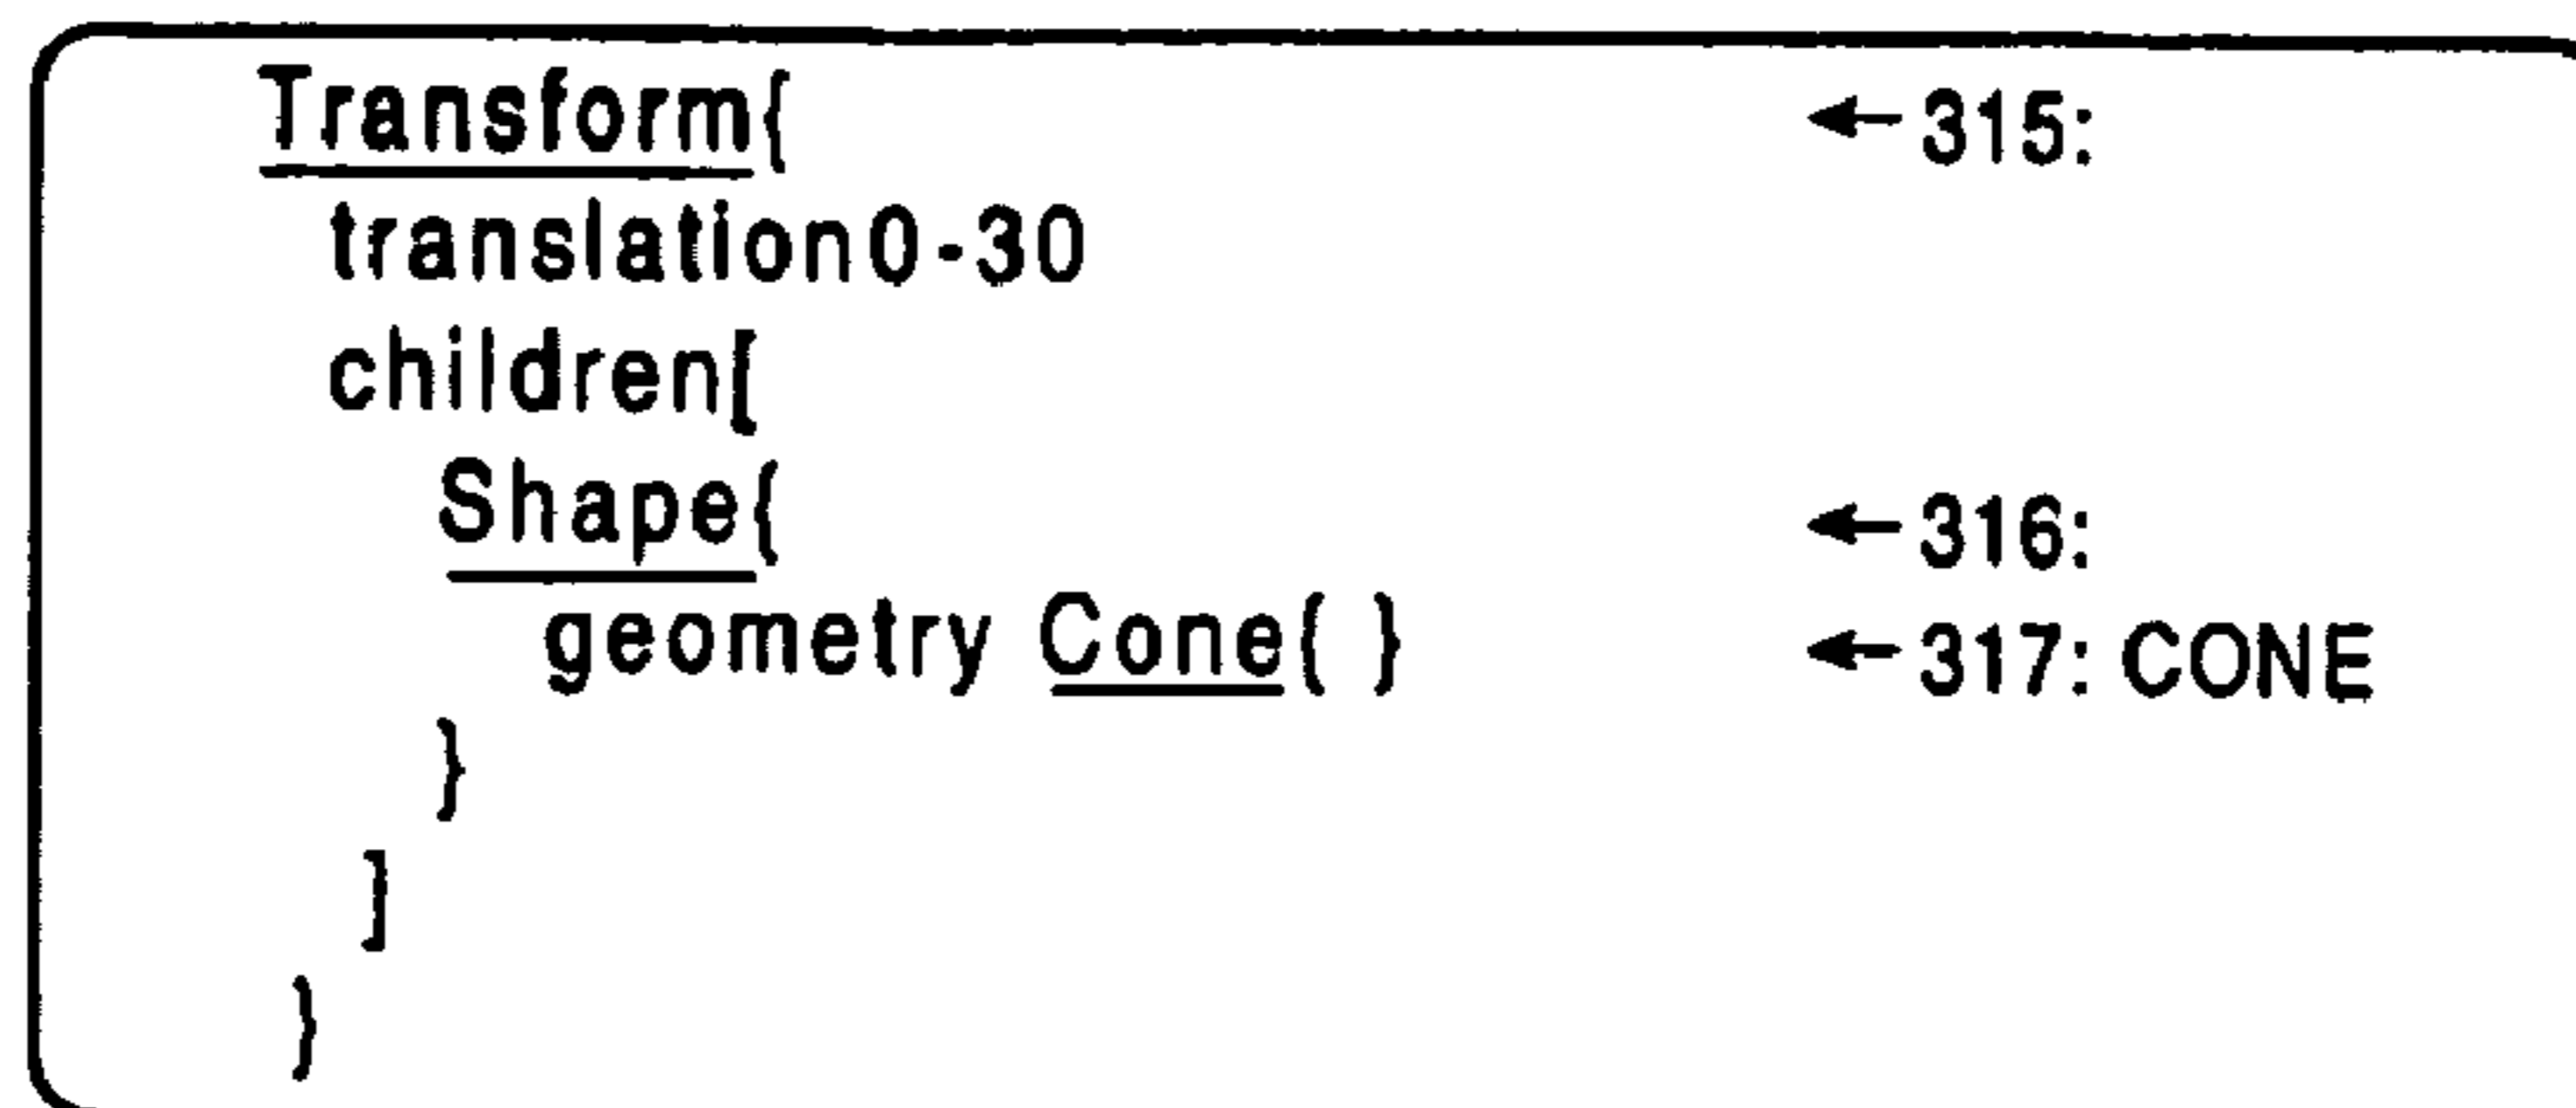 Transform{ ← 315:
translation0-30
children[
Shape{ ← 316:
geometry Cone{ } ← 317: CONE
}
]
}